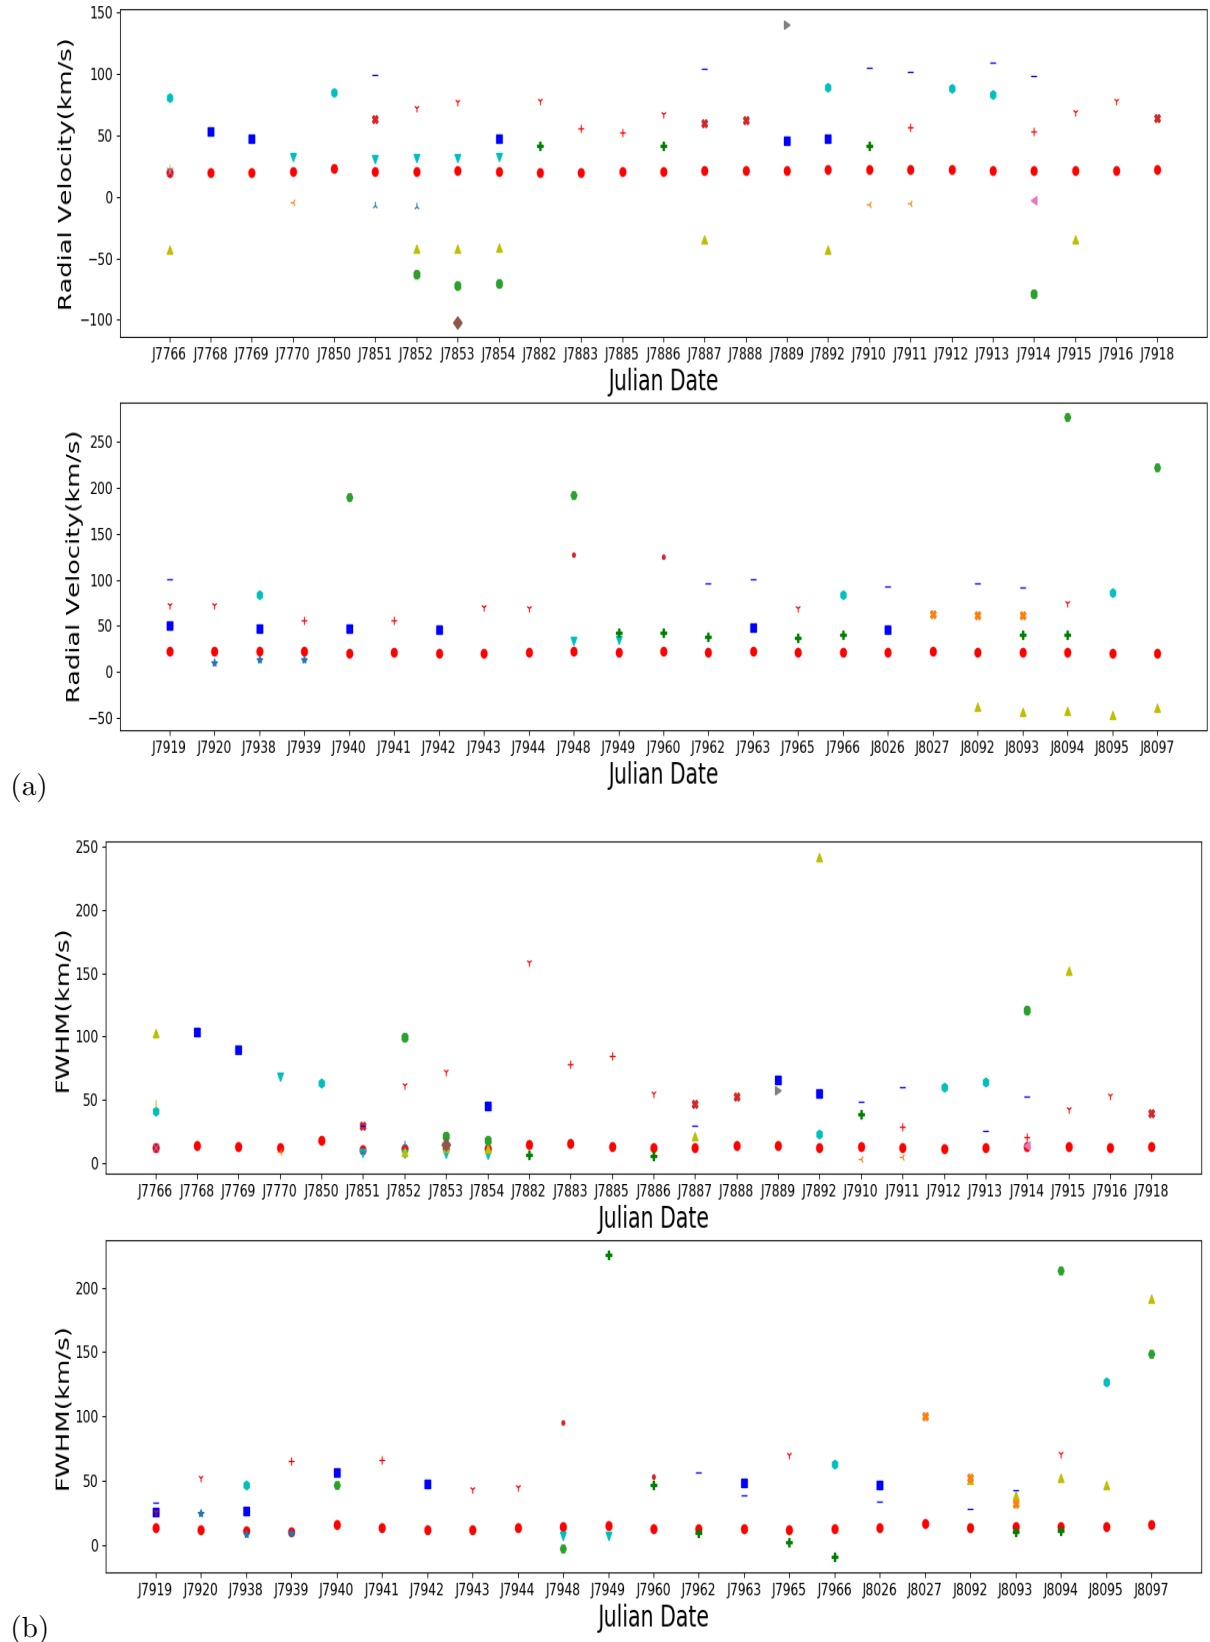 150
100
50
0
−50
−100
Radial Velocity(km/s)
J7766 J7768 J7769 J7770 J7850 J7851 J7852 J7853 J7854 J7882 J7883 J7885 J7886 J7887 J7888 J7889 J7892 J7910 J7911 J7912 J7913 J7914 J7915 J7916 J7918
Julian Date
250
200
150
100
50
0
−50
Radial Velocity(km/s)
J7919 J7920 J7938 J7939 J7940 J7941 J7942 J7943 J7944 J7948 J7949 J7960 J7962 J7963 J7965 J7966 J8026 J8027 J8092 J8093 J8094 J8095 J8097
Julian Date
(a)
250
200
150
100
50
0
FWHM(km/s)
J7766 J7768 J7769 J7770 J7850 J7851 J7852 J7853 J7854 J7882 J7883 J7885 J7886 J7887 J7888 J7889 J7892 J7910 J7911 J7912 J7913 J7914 J7915 J7916 J7918
Julian Date
200
150
100
50
0
FWHM(km/s)
J7919 J7920 J7938 J7939 J7940 J7941 J7942 J7943 J7944 J7948 J7949 J7960 J7962 J7963 J7965 J7966 J8026 J8027 J8092 J8093 J8094 J8095 J8097
Julian Date
(b)